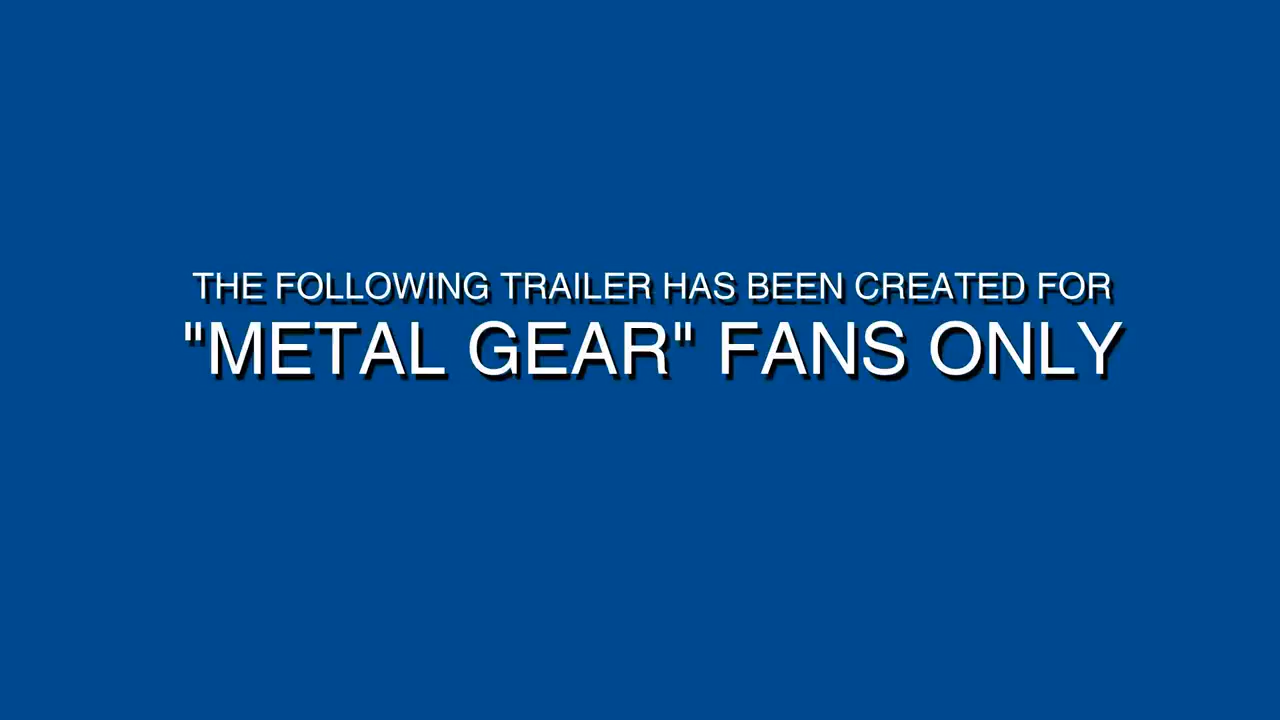 THE FOLLOWING TRAILER HAS BEEN CREATED FOR
"METAL GEAR" FANS ONLY